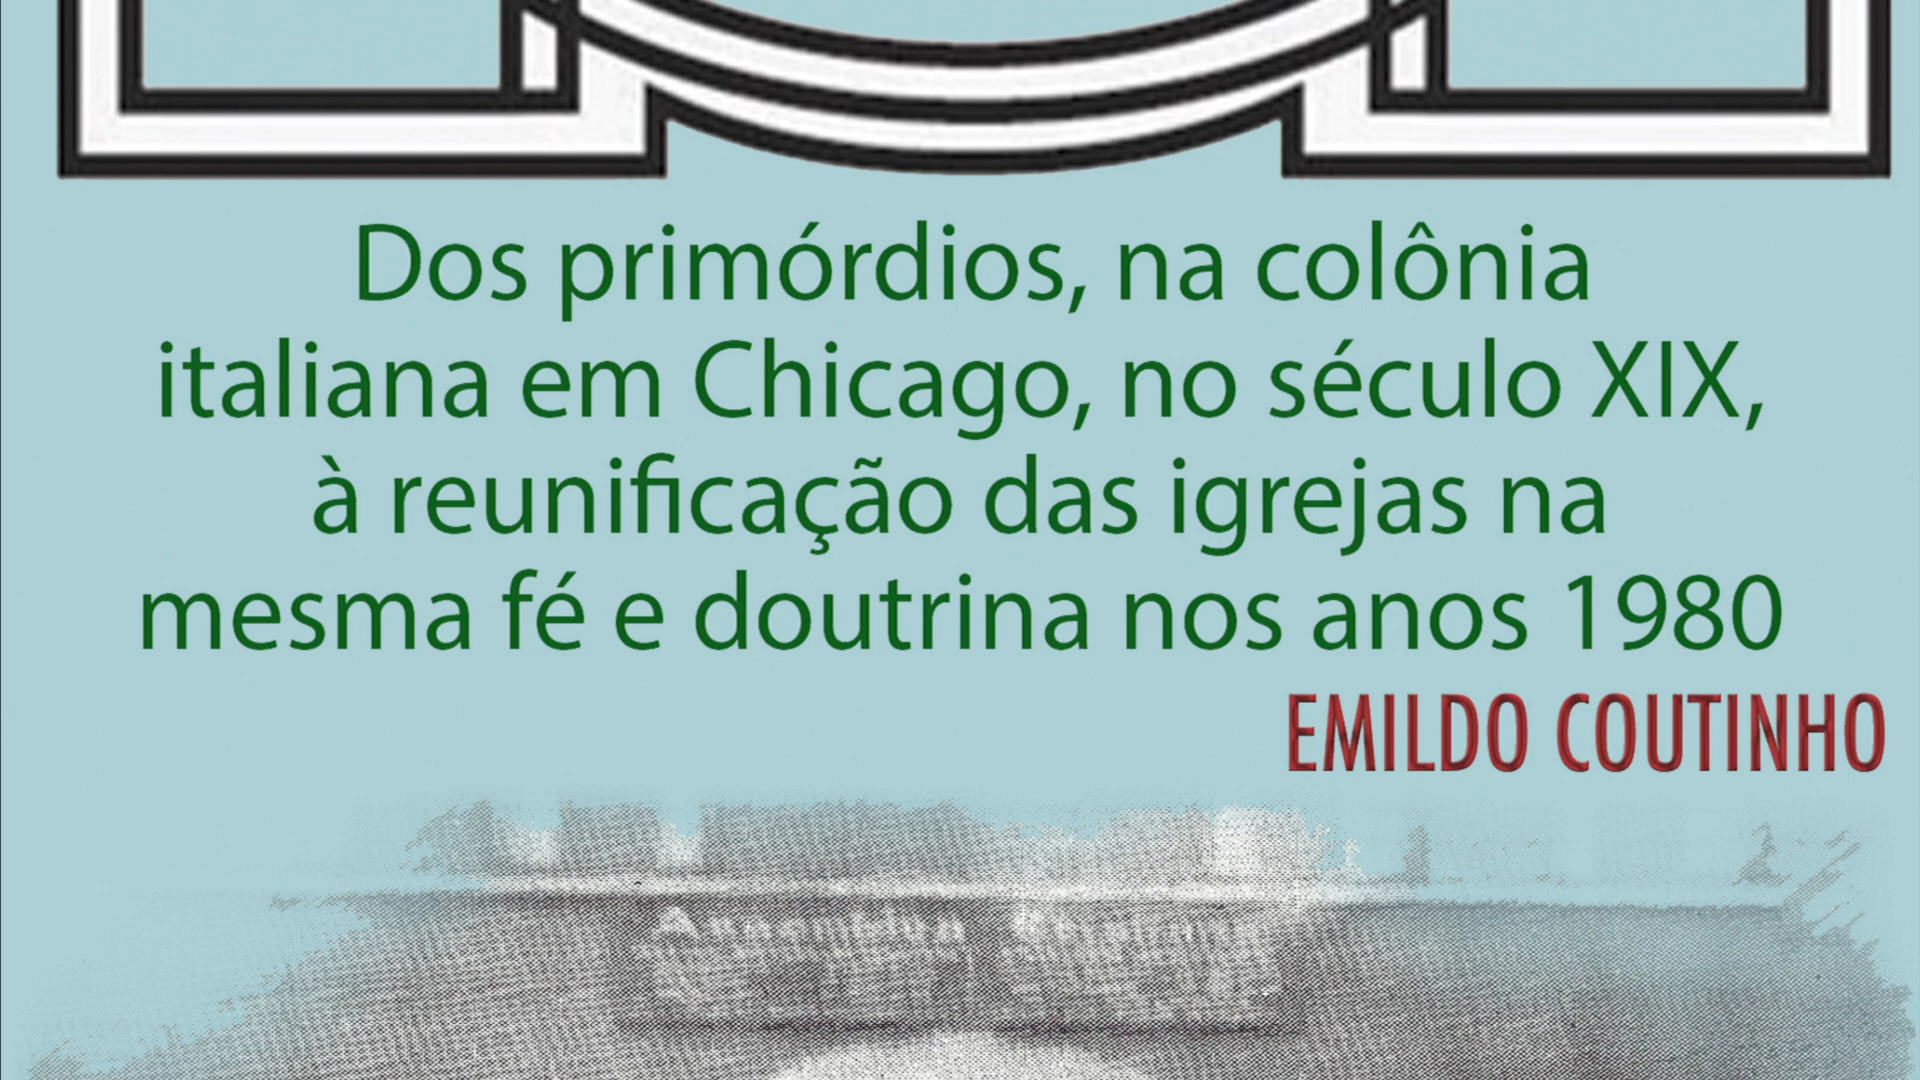 Dos primórdios, na colônia
italiana em Chicago, no século XIX,
à reunificação das igrejas na
mesma fé e doutrina nos anos 1980
EMILDO COUTINHO